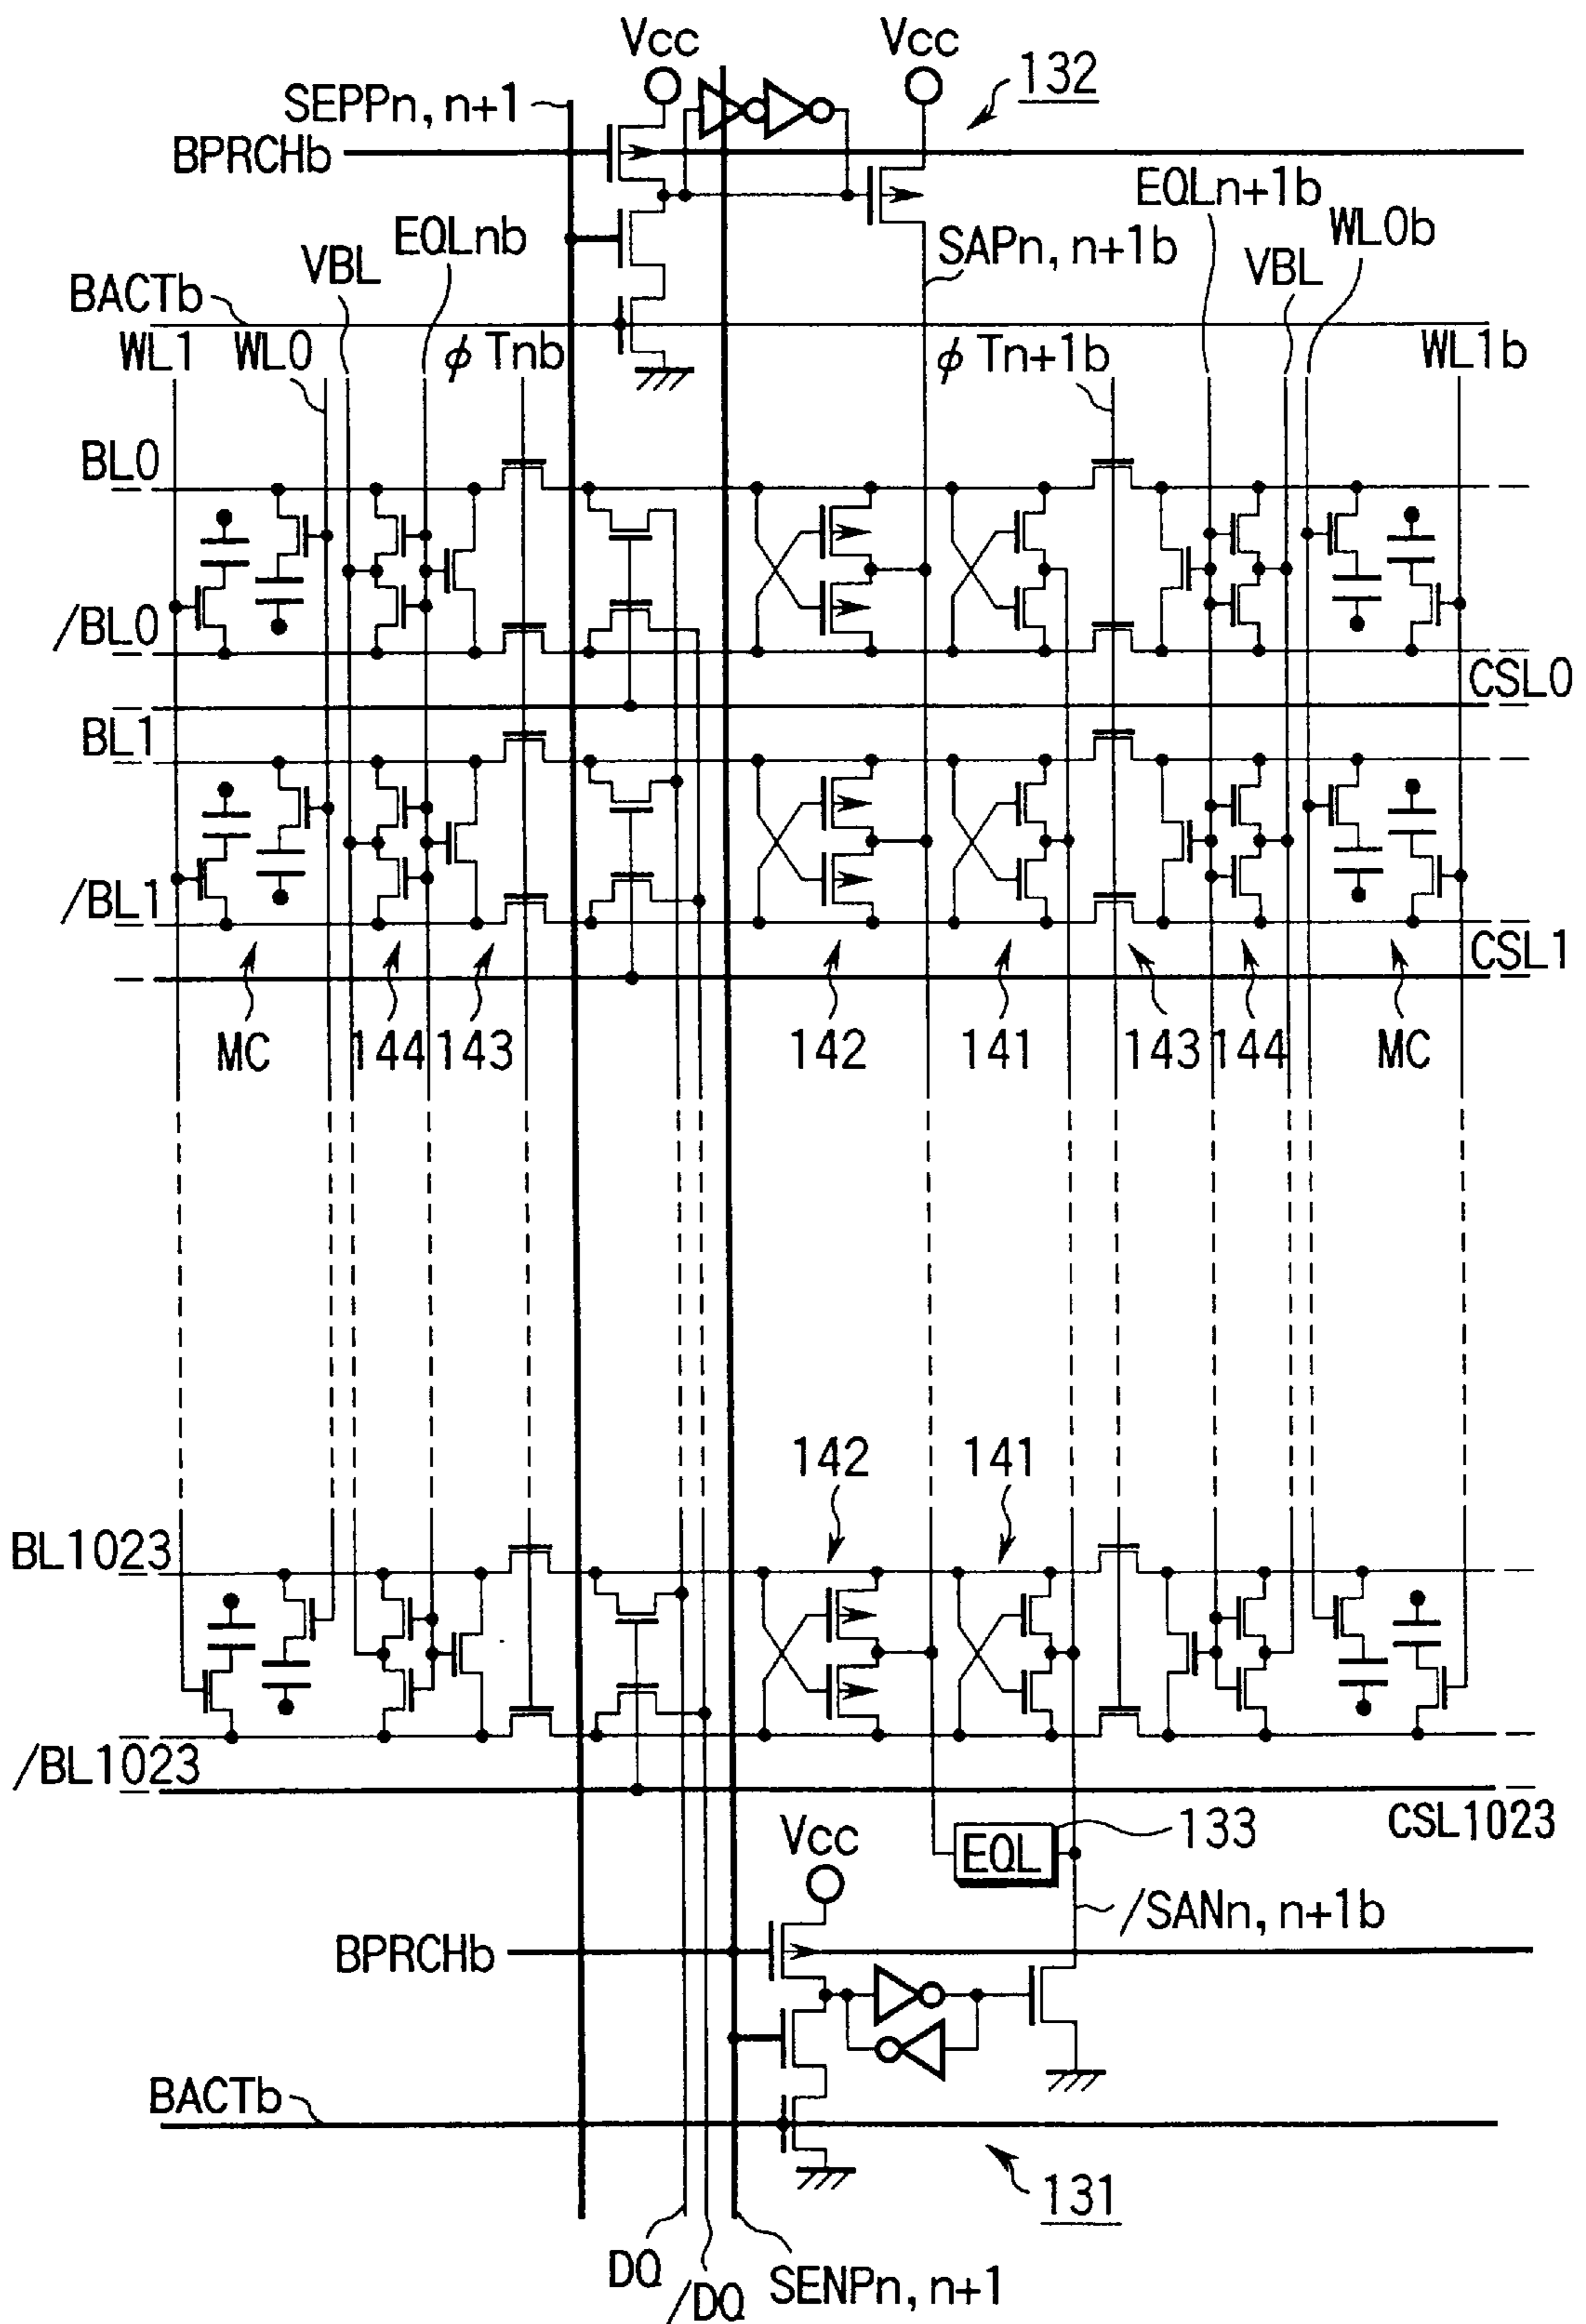 Vcc
Vcc
132
SEPPn, n+1
BPRCHb
EQLn+1b
WL0b
EQLnb
SAPn, n+1b
VBL
VBL
BACTb
WL1
WL0
φ Tnb
φ Tn+1b
WL1b
BL0
/BL0
CSL0
BL1
/BL1
CSL1
MC
144
143
142
141
143
144
MC
142
141
BL1023
/BL1023
CSL1023
Vcc
EQL
133
/SANn, n+1b
BPRCHb
BACTb
131
DQ
/DQ
SENPn, n+1